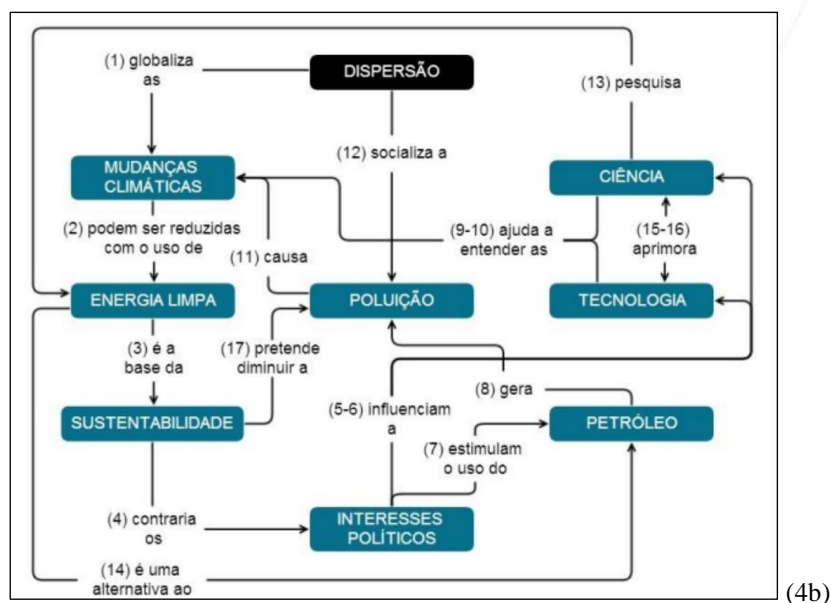 (1) globaliza
as
DISPERSÃO
(13) pesquisa
(12) socializa a
MUDANÇAS
CLIMÁTICAS
CIÊNCIA
(2) podem ser reduzidas
com o uso de
(11) causa
(9-10) ajuda a
entender as
(15-16)
aprimora
ENERGIA LIMPA
POLUIÇÃO
TECNOLOGIA
(3) é a
base da
(17) pretende
diminuir a
(8) gera
(5-6) influenciam
a
SUSTENTABILIDADE
PETRÓLEO
(7) estimulam
o uso do
(4) contraria
os
INTERESSES
POLÍTICOS
(14) é uma
alternativa ao
(4b)